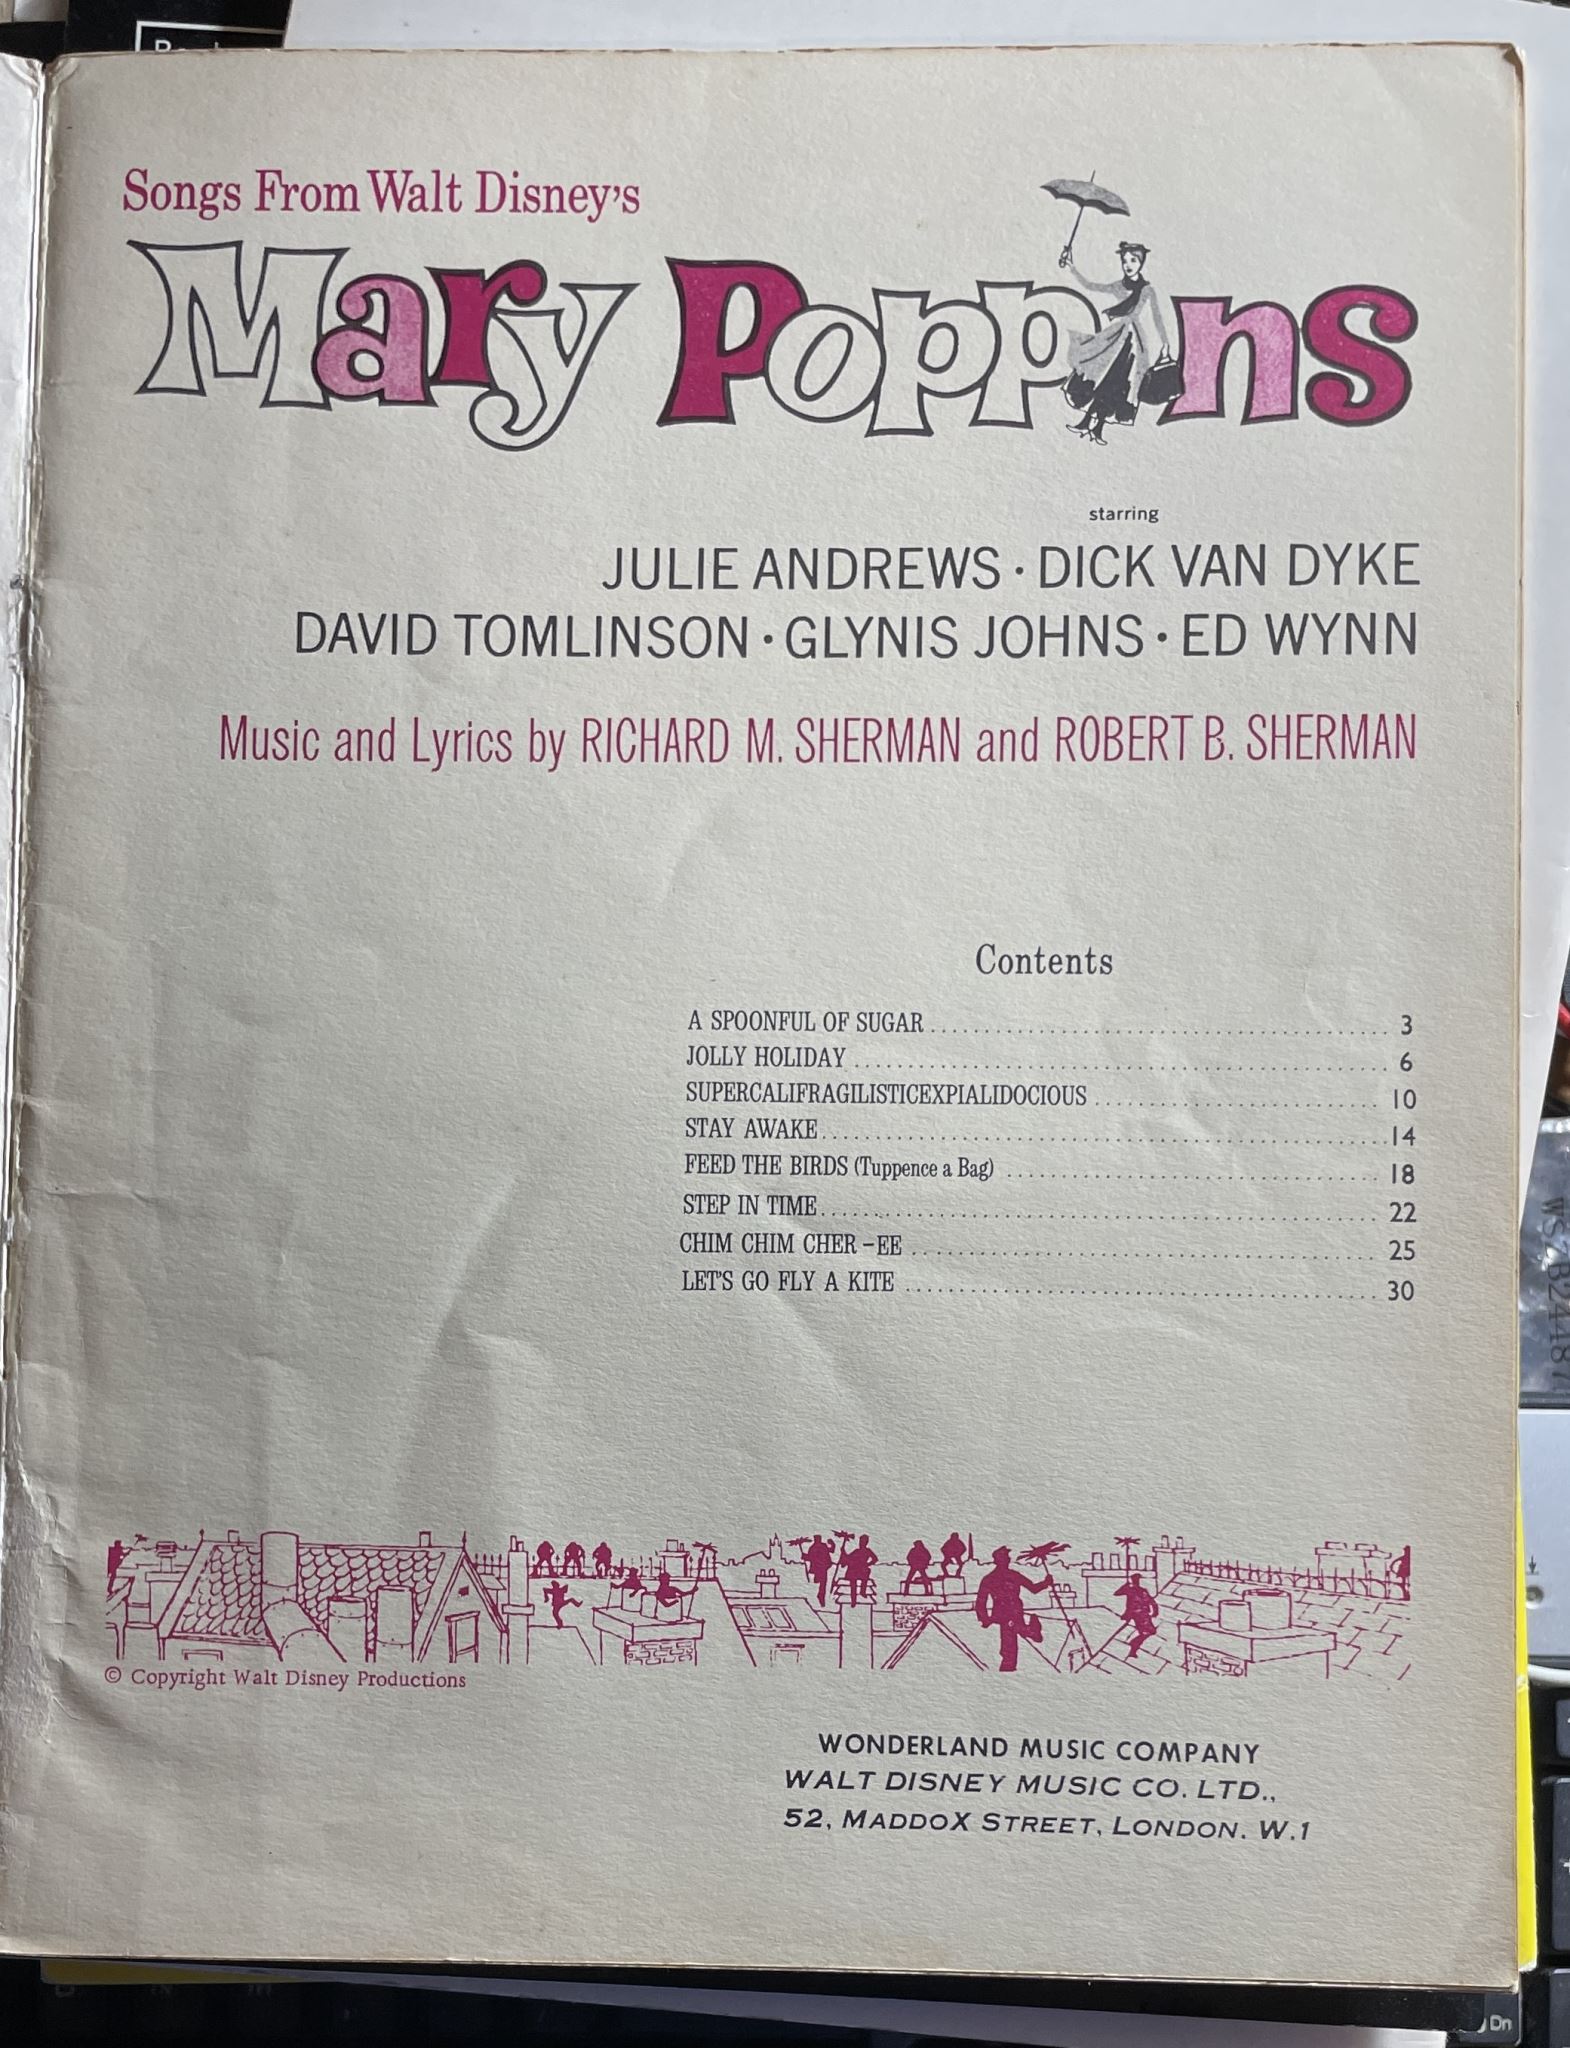 Songs From Walt Disney's
Mary Poppins
starring
JULIE ANDREWS · DICK VAN DYKE
DAVID TOMLINSON · GLYNIS JOHNS · ED WYNN
Music and Lyrics by RICHARD M. SHERMAN and ROBERT B. SHERMAN
Contents
A SPOONFUL OF SUGAR 3
JOLLY HOLIDAY 6
SUPERCALIFRAGILISTICEXPIALIDOCIOUS 10
STAY AWAKE 14
FEED THE BIRDS (Tuppence a Bag) 18
STEP IN TIME 22
CHIM CHIM CHER-EE 25
LET'S GO FLY A KITE 30
© Copyright Walt Disney Productions
WONDERLAND MUSIC COMPANY
WALT DISNEY MUSIC CO. LTD.,
52, MADDOX STREET, LONDON. W.1
Dn